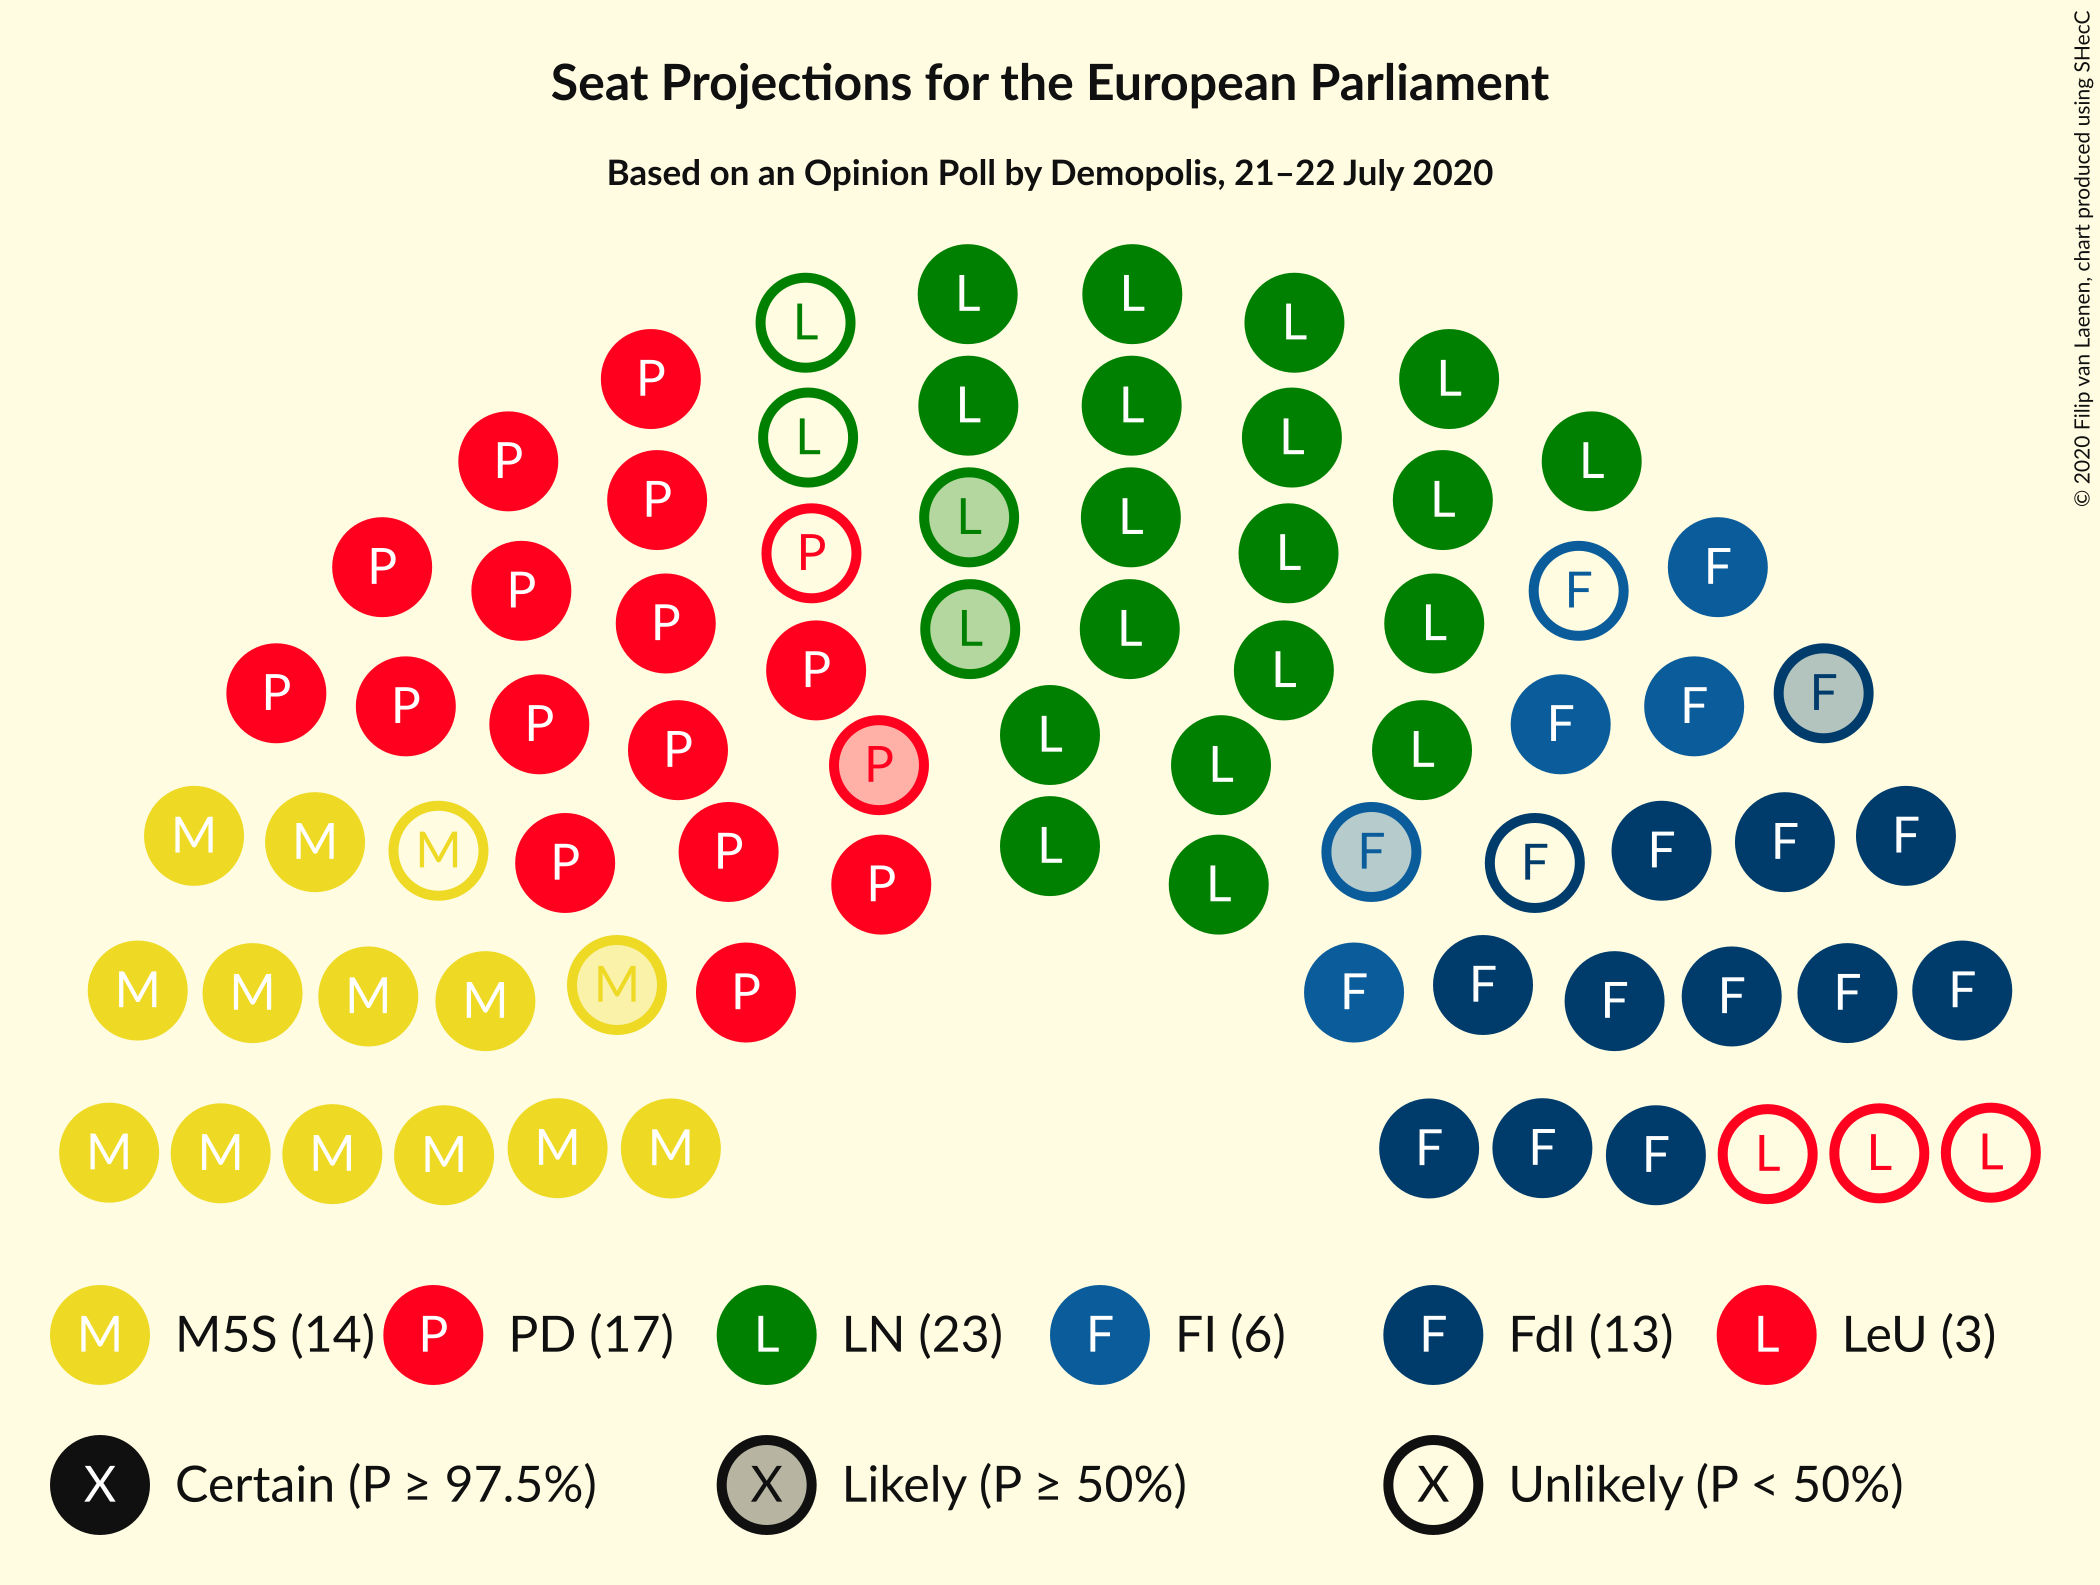 Seat Projections for the European Parliament
Based on an Opinion Poll by Demopolis, 21–22 July 2020
© 2020 Filip van Laenen, chart produced using SHecC
L L
L L
P P
L L
L L
P P
P L L
L
P F
P P
L L
P L
P F
P P L L
P L
P F
P P
P P L L
P F
P F
L P L
M M M P P
P L L
F F F F F
M M M M M P
F F F F F F
M M M M M M
F F F L L L
M M5S (14) P PD (17) L LN (23) F FI (6) F FdI (13) L LeU (3)
X Certain (P ≥ 97.5%) X Likely (P ≥ 50%) X Unlikely (P < 50%)